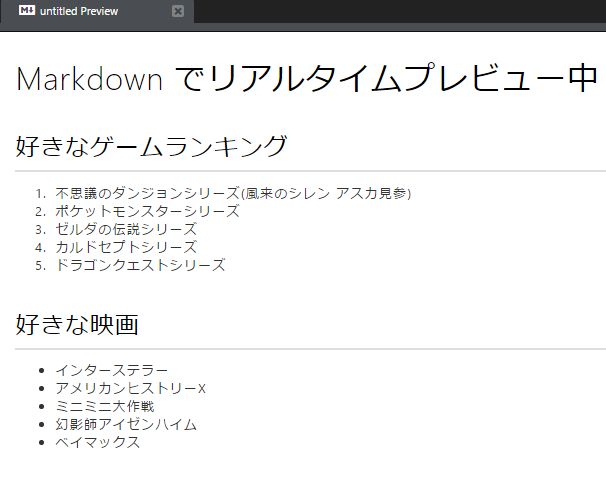 M↓ untitled Preview
Markdown でリアルタイムプレビュー中
好きなゲームランキング
1. 不思議のダンジョンシリーズ(風来のシレン アスカ見参)
2. ポケットモンスターシリーズ
3. ゼルダの伝説シリーズ
4. カルドセプトシリーズ
5. ドラゴンクエストシリーズ
好きな映画
• インターステラー
• アメリカンヒストリーX
• ミニミニ大作戦
• 幻影師アイゼンハイム
• ベイマックス